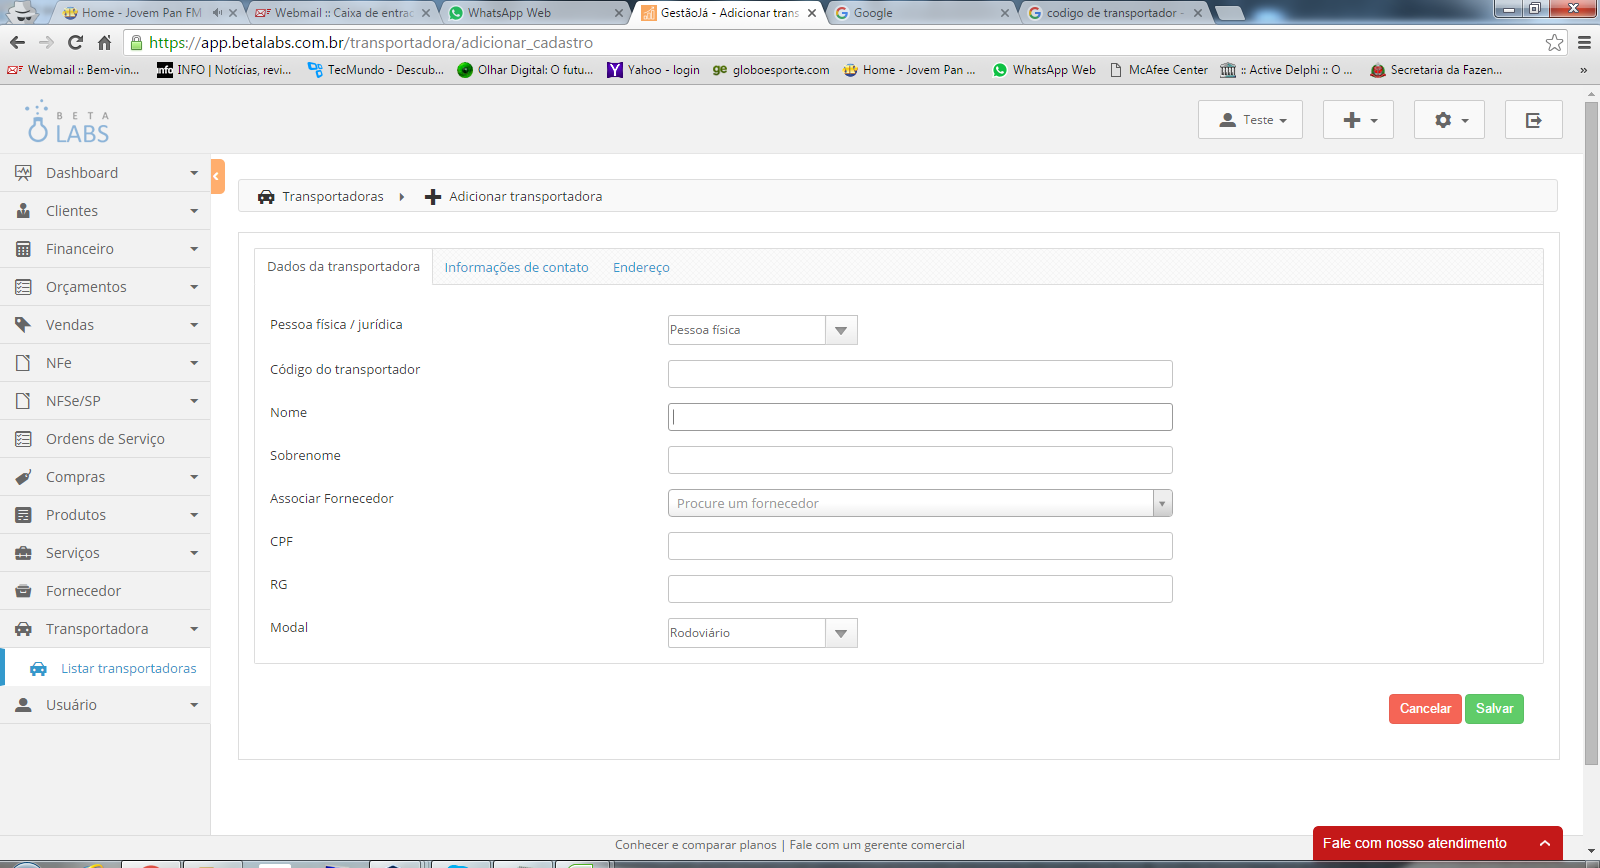 Home - Jovem Pan FM
Webmail :: Caixa de entrad
WhatsApp Web
GestãoJá - Adicionar trans
Google
codigo de transportador -
https://app.betalabs.com.br/transportadora/adicionar_cadastro
Webmail :: Bem-vin...
info INFO | Notícias, revi...
TecMundo - Descub...
Olhar Digital: O futu...
Yahoo - login
ge globoesporte.com
Home - Jovem Pan ...
WhatsApp Web
McAfee Center
:: Active Delphi :: O ...
Secretaria da Fazen...
»
BETA
LABS
Teste
Dashboard
Clientes
Financeiro
Orçamentos
Vendas
NFe
NFSe/SP
Ordens de Serviço
Compras
Produtos
Serviços
Fornecedor
Transportadora
Listar transportadoras
Usuário
Transportadoras
Adicionar transportadora
Dados da transportadora
Informações de contato
Endereço
Pessoa física / jurídica
Pessoa física
Código do transportador
Nome
Sobrenome
Associar Fornecedor
Procure um fornecedor
CPF
RG
Modal
Rodoviário
Cancelar
Salvar
Conhecer e comparar planos | Fale com um gerente comercial
Fale com nosso atendimento